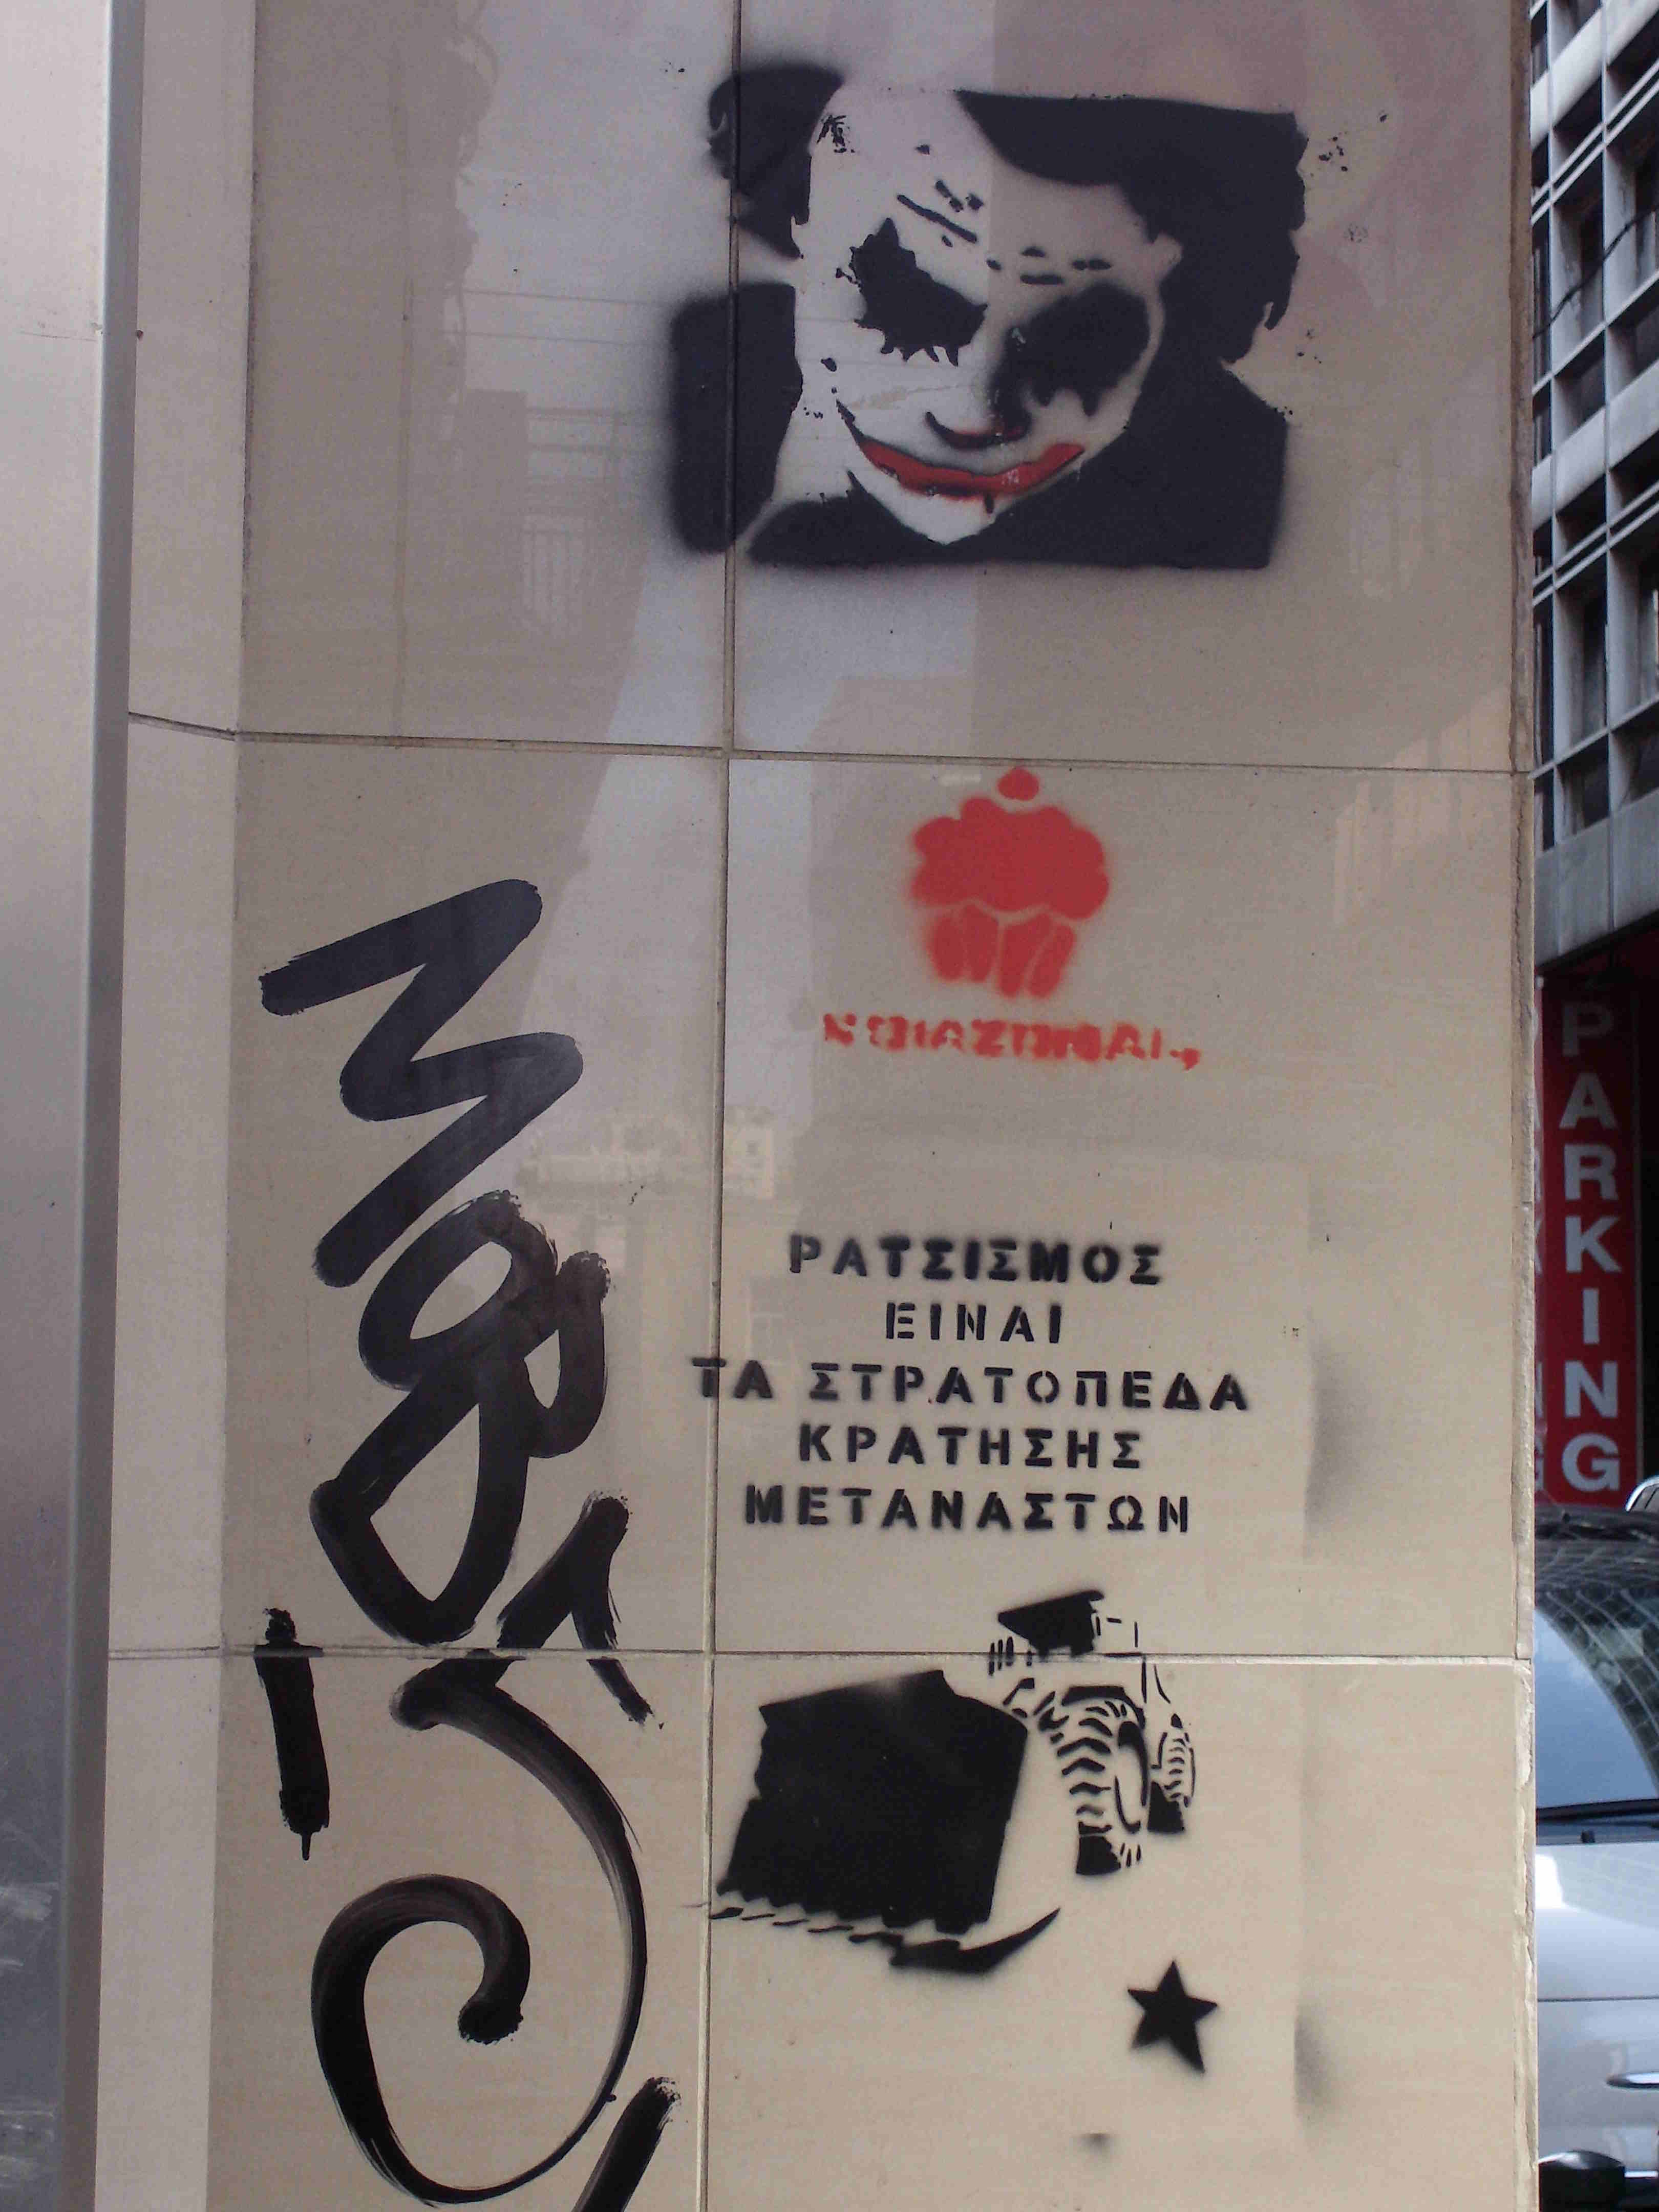 ΡΑΤΣΙΣΜΟΣ
ΕΙΝΑΙ
ΤΑ ΣΤΡΑΤΟΠΕΔΑ
ΚΡΑΤΗΣΗΣ
ΜΕΤΑΝΑΣΤΩΝ
PARKING